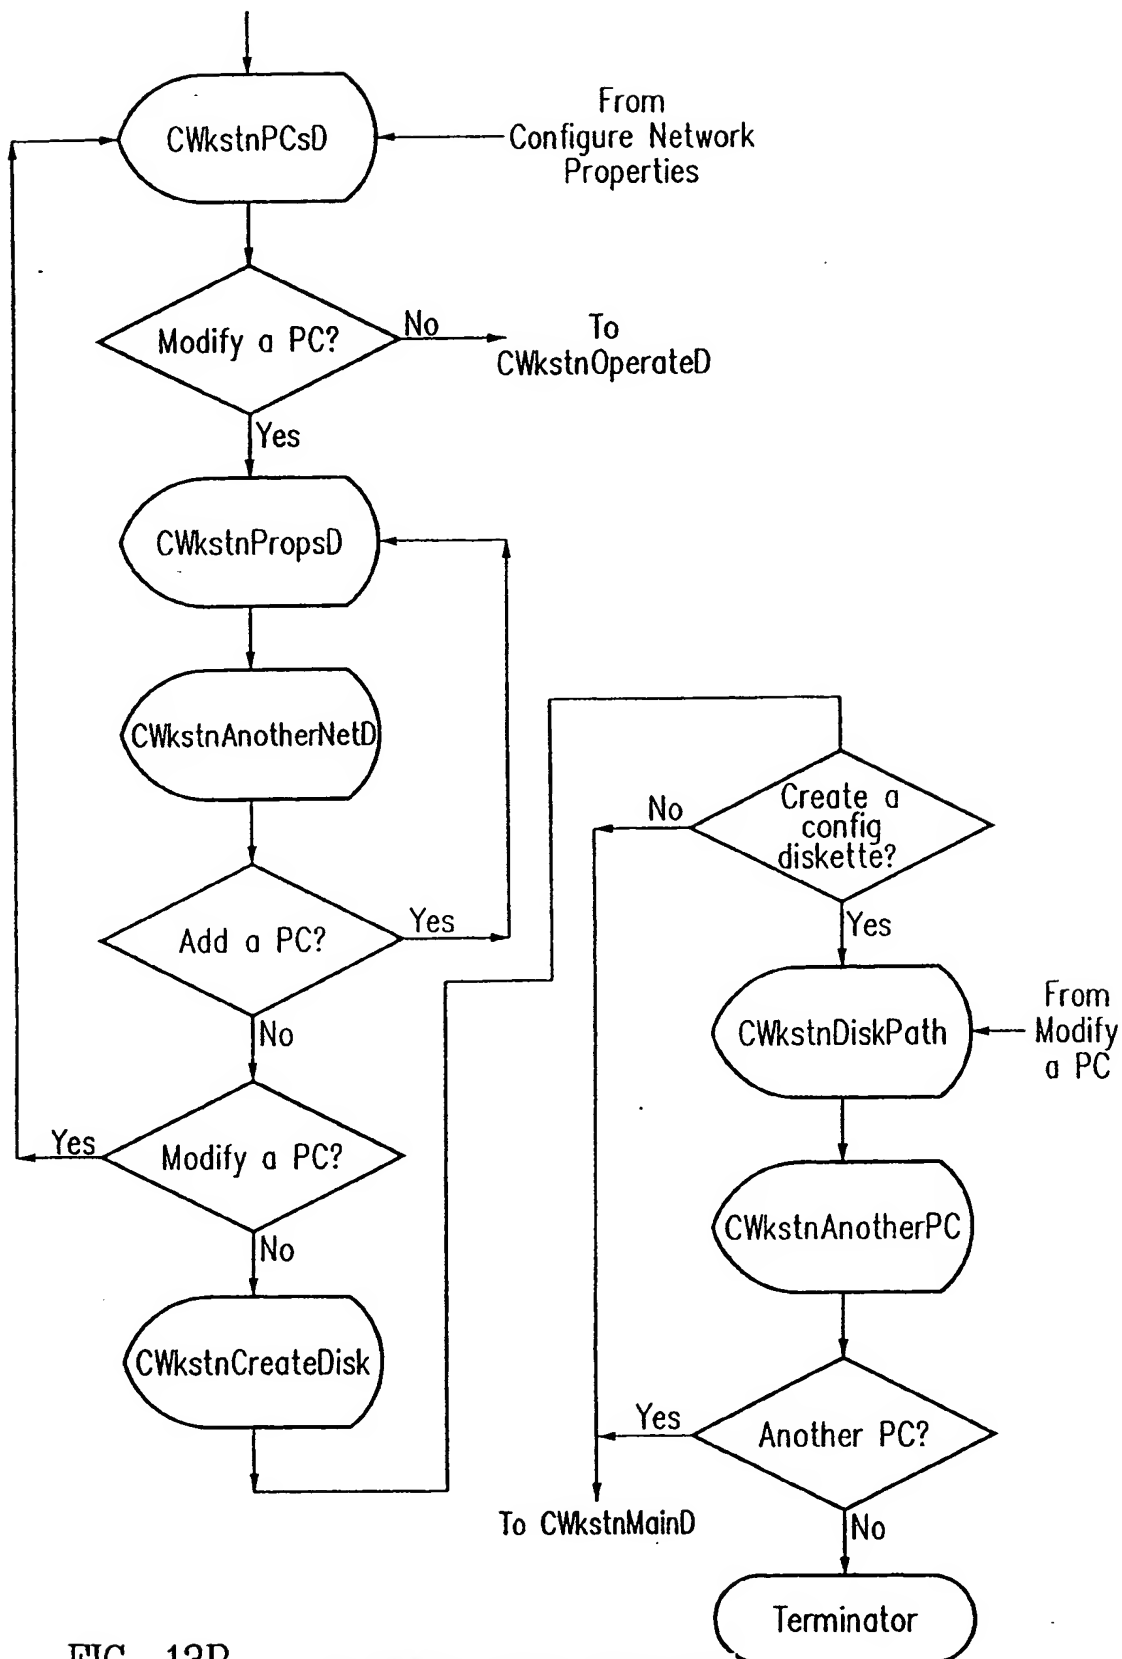 From
Configure Network
Properties
CWkstnPCsD
Modify a PC?
No
To
CWkstnOperateD
Yes
CWkstnPropsD
CWkstnAnotherNetD
Add a PC?
Yes
No
Modify a PC?
Yes
No
CWkstnCreateDisk
Create a
config
diskette?
No
Yes
CWkstnDiskPath
From
Modify
a PC
CWkstnAnotherPC
Another PC?
Yes
To CWkstnMainD
No
Terminator